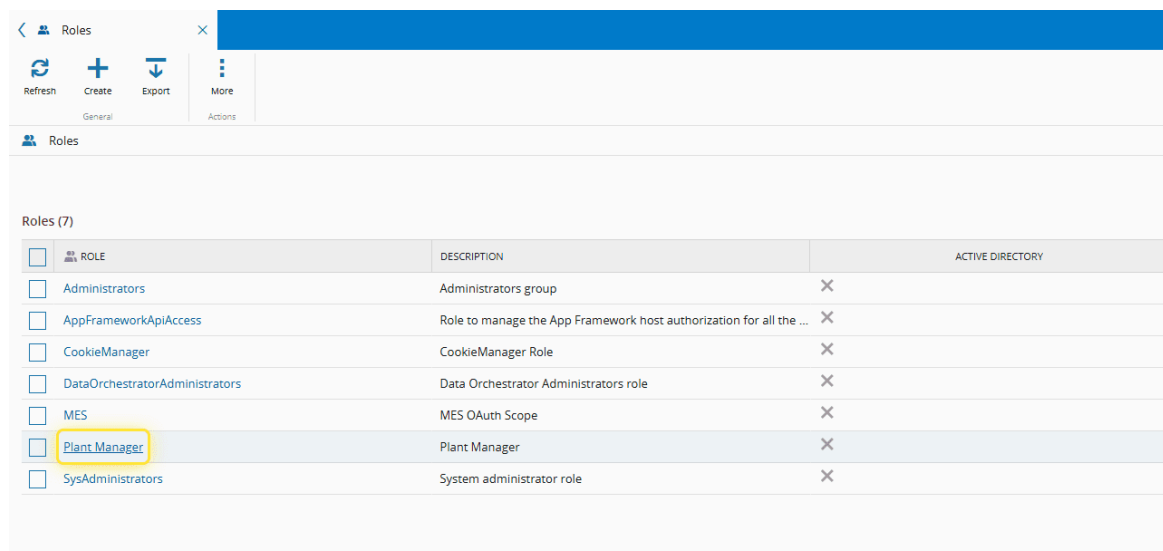 Roles
Refresh Create Export More
General Actions
Roles
Roles (7)
ROLE DESCRIPTION ACTIVE DIRECTORY
Administrators Administrators group
AppFrameworkApiAccess Role to manage the App Framework host authorization for all the ...
CookieManager CookieManager Role
DataOrchestratorAdministrators Data Orchestrator Administrators role
MES MES OAuth Scope
Plant Manager Plant Manager
SysAdministrators System administrator role